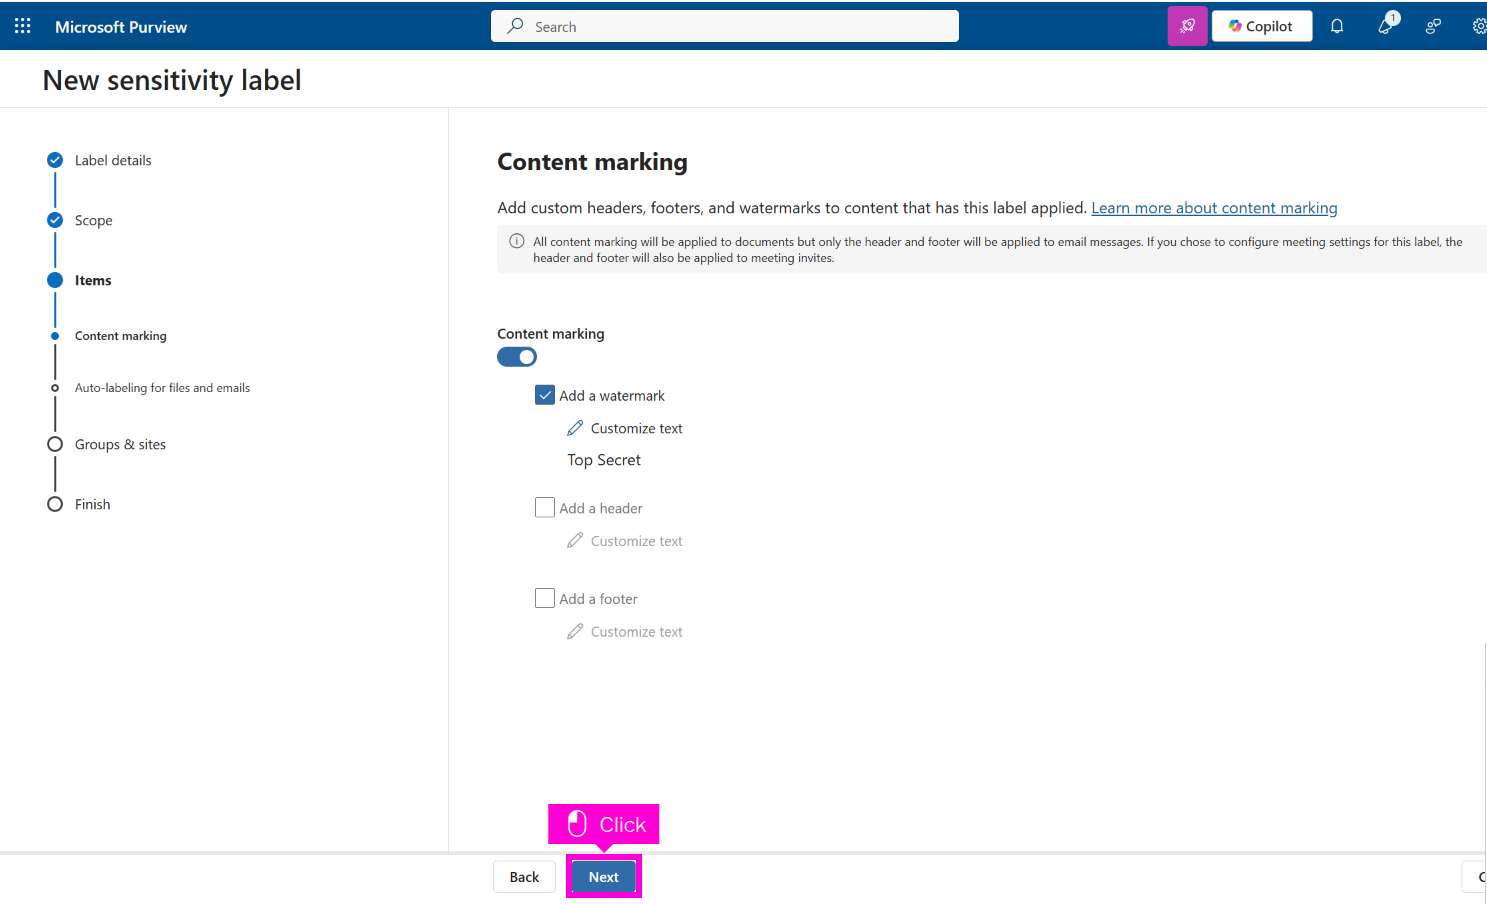 Microsoft Purview
Search
Copilot
1
New sensitivity label
Label details
Scope
Items
Content marking
Auto-labeling for files and emails
Groups & sites
Finish
Content marking
Add custom headers, footers, and watermarks to content that has this label applied. Learn more about content marking
All content marking will be applied to documents but only the header and footer will be applied to email messages. If you chose to configure meeting settings for this label, the
header and footer will also be applied to meeting invites.
Content marking
Add a watermark
Customize text
Top Secret
Add a header
Customize text
Add a footer
Customize text
Click
Back
Next